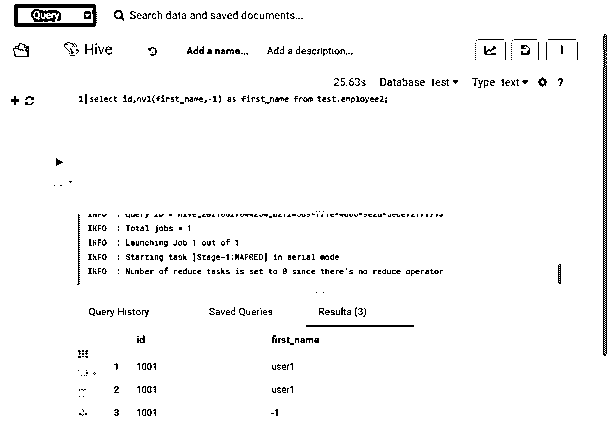 Query
Search data and saved documents...
Hive Add a name... Add a description...
25.63s Database test Type text ?
1 select id,nvl(first_name,-1) as first_name from test.employee2;
INFO : Total jobs = 1
INFO : Launching Job 1 out of 1
INFO : Starting task [Stage-1:MAPRED] in serial mode
INFO : Number of reduce tasks is set to 0 since there's no reduce operator
Query History Saved Queries Results (3)
id first_name
1 1001 user1
2 1001 user1
3 1001 -1